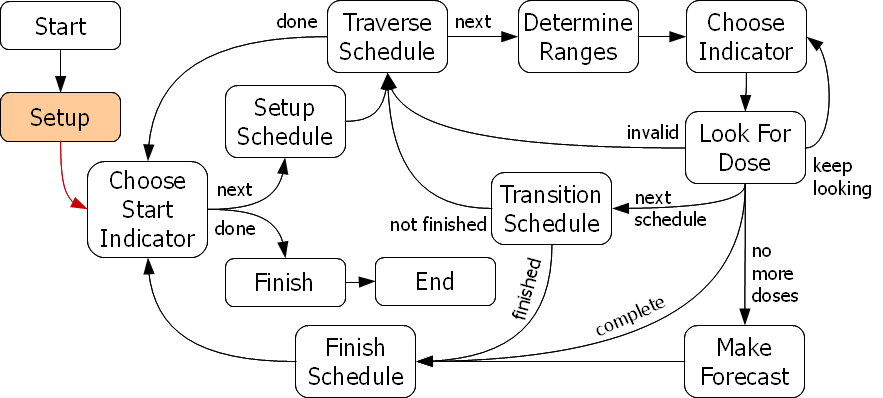 Start
Setup
done
Traverse
Schedule
next
Determine
Ranges
Choose
Indicator
Setup
Schedule
invalid
Look For
Dose
keep
looking
Choose
Start
Indicator
next
done
Transition
Schedule
not finished
next
schedule
Finish
End
finished
complete
no
more
doses
Finish
Schedule
Make
Forecast